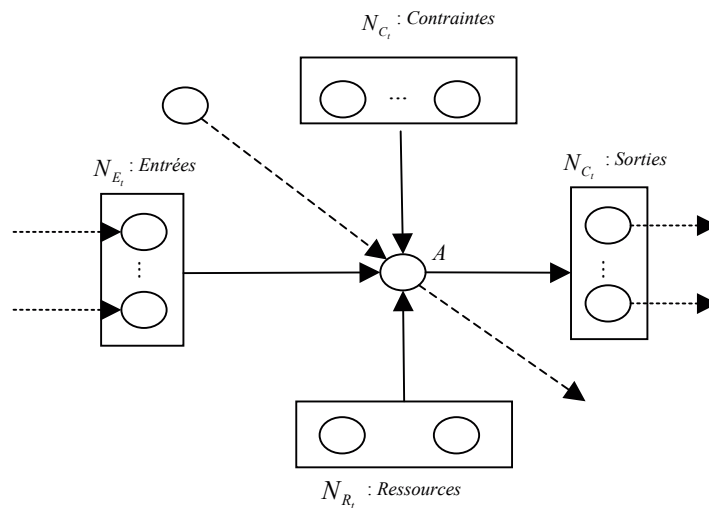 N_{C_t} : Contraintes
...
N_{E_t} : Entrées
N_{C_t} : Sorties
A
...
...
N_{R_t} : Ressources